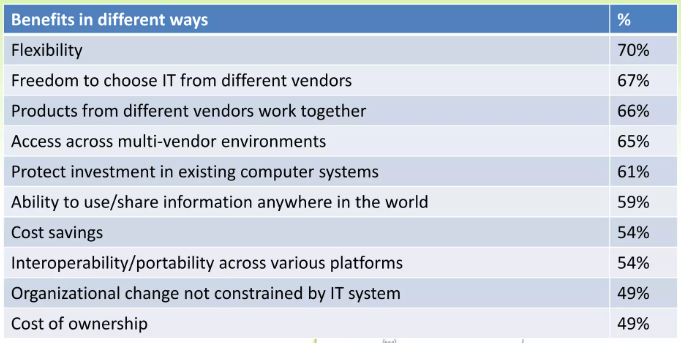 Benefits in different ways %
Flexibility 70%
Freedom to choose IT from different vendors 67%
Products from different vendors work together 66%
Access across multi-vendor environments 65%
Protect investment in existing computer systems 61%
Ability to use/share information anywhere in the world 59%
Cost savings 54%
Interoperability/portability across various platforms 54%
Organizational change not constrained by IT system 49%
Cost of ownership 49%